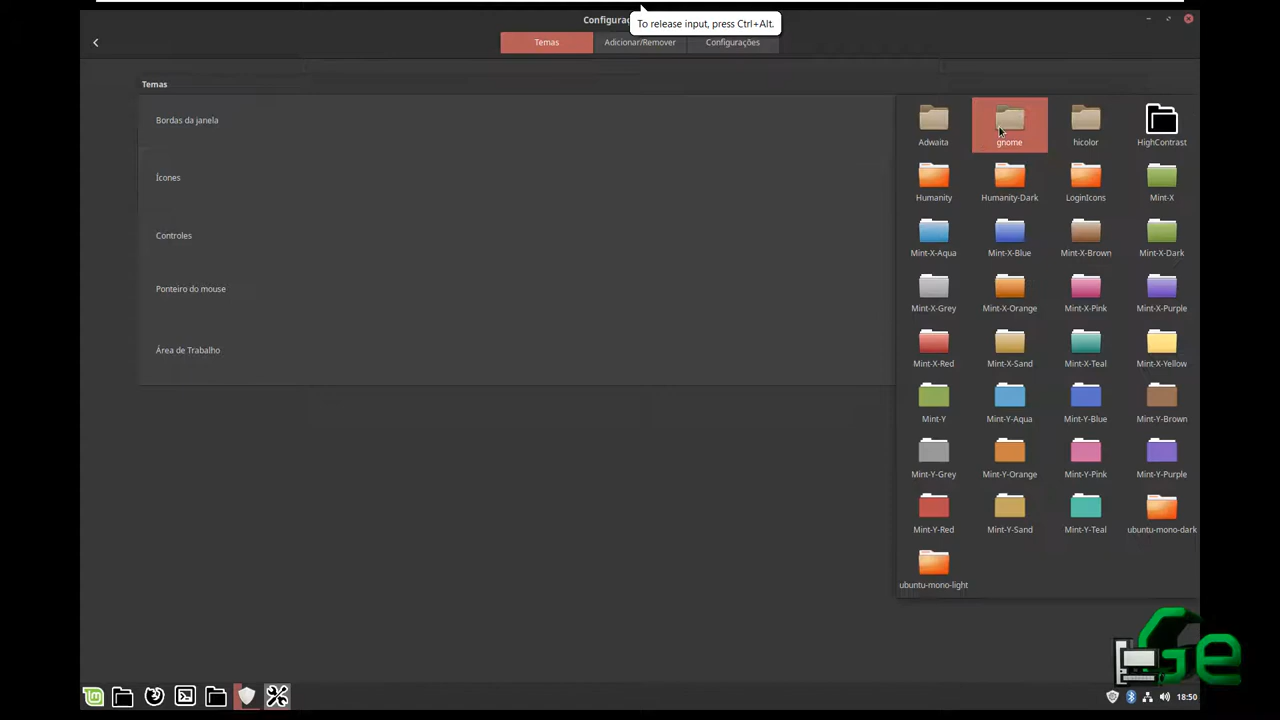 Configuraç
To release input, press Ctrl+Alt.
Temas
Adicionar/Remover
Configurações
Temas
Bordas da janela
Ícones
Controles
Ponteiro do mouse
Área de Trabalho
Adwaita
gnome
hicolor
HighContrast
Humanity
Humanity-Dark
LoginIcons
Mint-X
Mint-X-Aqua
Mint-X-Blue
Mint-X-Brown
Mint-X-Dark
Mint-X-Grey
Mint-X-Orange
Mint-X-Pink
Mint-X-Purple
Mint-X-Red
Mint-X-Sand
Mint-X-Teal
Mint-X-Yellow
Mint-Y
Mint-Y-Aqua
Mint-Y-Blue
Mint-Y-Brown
Mint-Y-Grey
Mint-Y-Orange
Mint-Y-Pink
Mint-Y-Purple
Mint-Y-Red
Mint-Y-Sand
Mint-Y-Teal
ubuntu-mono-dark
ubuntu-mono-light
Ge
18:50